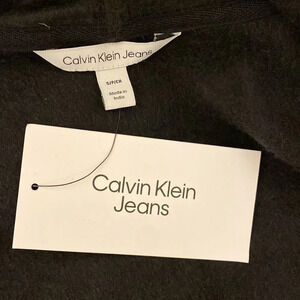 Calvin Klein Jeans
S/P/CH
Made in
India
Calvin Klein
Jeans